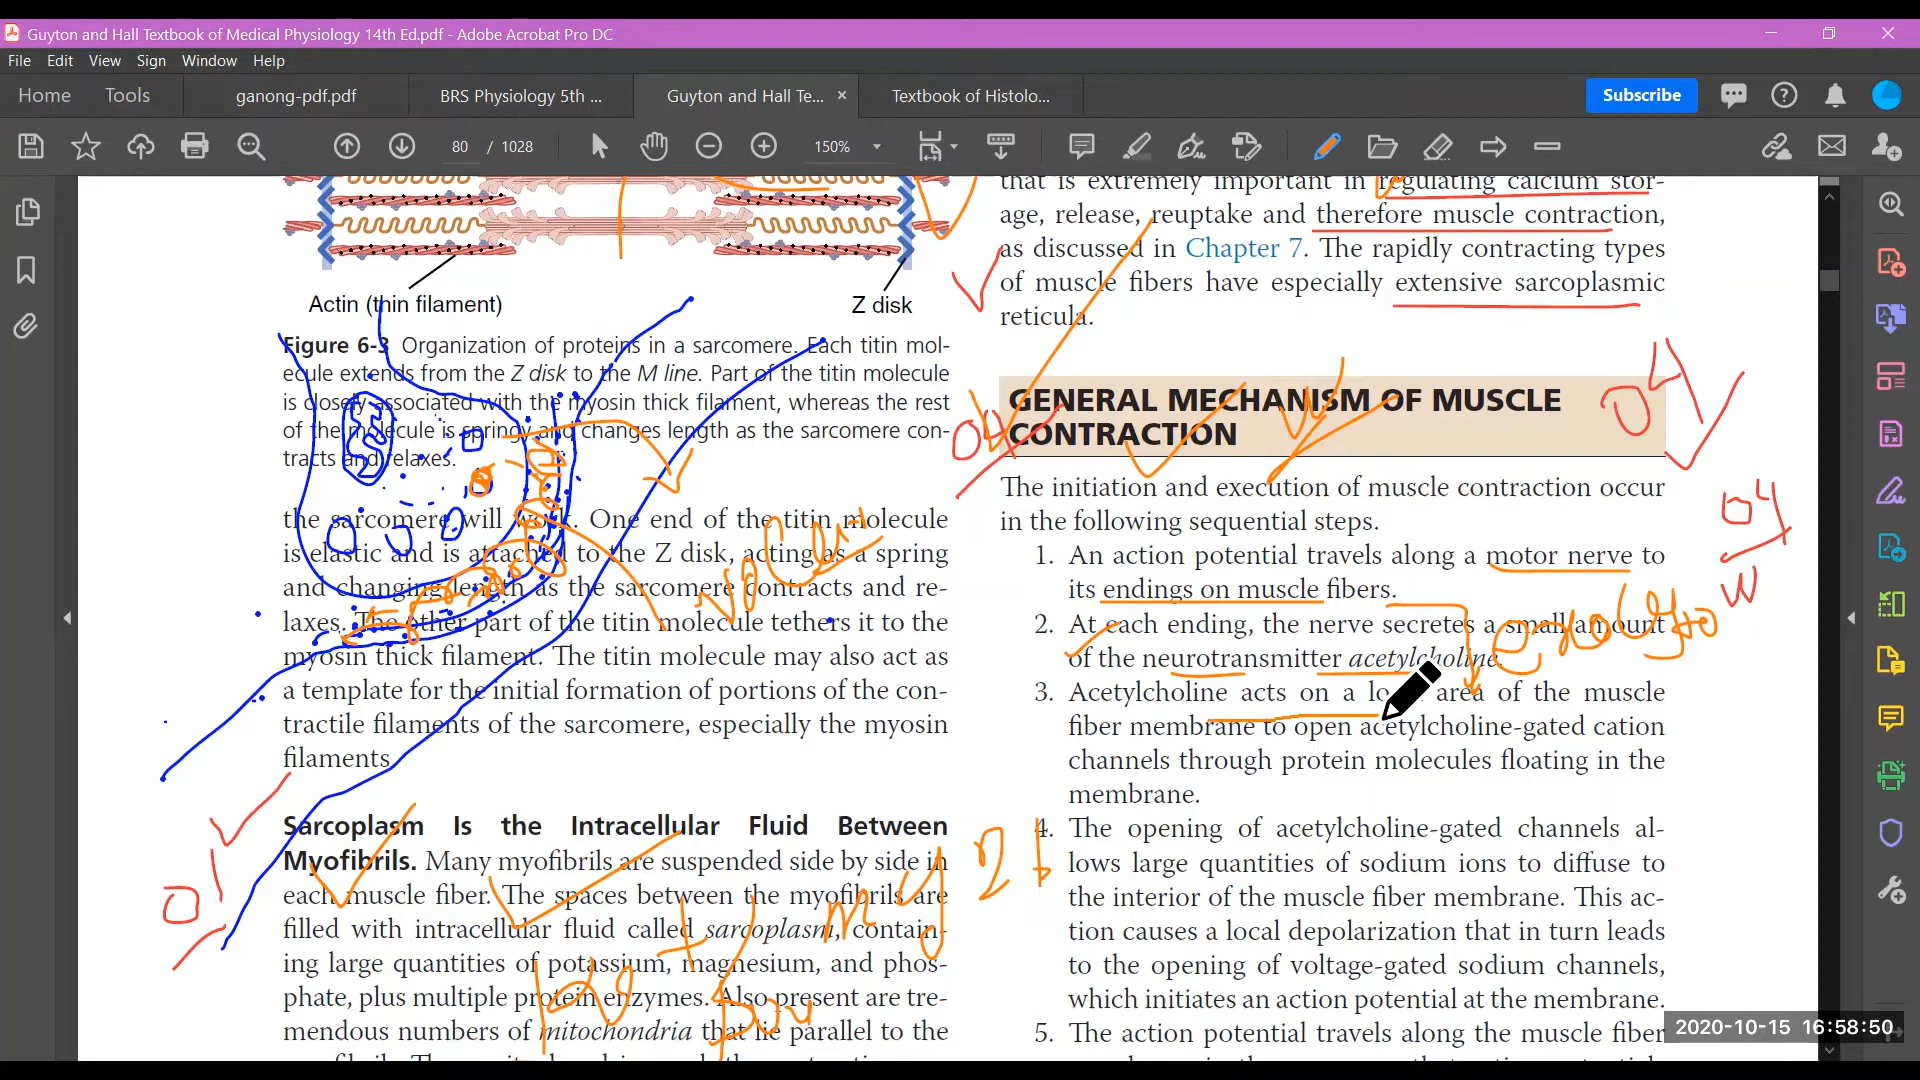 Guyton and Hall Textbook of Medical Physiology 14th Ed.pdf - Adobe Acrobat Pro DC
File Edit View Sign Window Help
Home Tools ganong-pdf.pdf BRS Physiology 5th ... Guyton and Hall Te... × Textbook of Histolo... Subscribe
80 / 1028 150%
Actin (thin filament) Z disk
Figure 6-3 Organization of proteins in a sarcomere. Each titin mol-
ecule extends from the Z disk to the M line. Part of the titin molecule
is closely associated with the myosin thick filament, whereas the rest
of the molecule is springy and changes length as the sarcomere con-
tracts and relaxes.
the sarcomere will work. One end of the titin molecule
is elastic and is attached to the Z disk, acting as a spring
and changing length as the sarcomere contracts and re-
laxes. The other part of the titin molecule tethers it to the
myosin thick filament. The titin molecule may also act as
a template for the initial formation of portions of the con-
tractile filaments of the sarcomere, especially the myosin
filaments
Sarcoplasm Is the Intracellular Fluid Between
Myofibrils. Many myofibrils are suspended side by side in
each muscle fiber. The spaces between the myofibrils are
filled with intracellular fluid called sarcoplasm, contain-
ing large quantities of potassium, magnesium, and phos-
phate, plus multiple protein enzymes. Also present are tre-
mendous numbers of mitochondria that lie parallel to the
that is extremely important in regulating calcium stor-
age, release, reuptake and therefore muscle contraction,
as discussed in Chapter 7. The rapidly contracting types
of muscle fibers have especially extensive sarcoplasmic
reticula.
GENERAL MECHANISM OF MUSCLE
CONTRACTION
The initiation and execution of muscle contraction occur
in the following sequential steps.
1. An action potential travels along a motor nerve to
its endings on muscle fibers.
2. At each ending, the nerve secretes a small amount
of the neurotransmitter acetylcholine.
3. Acetylcholine acts on a local area of the muscle
fiber membrane to open acetylcholine-gated cation
channels through protein molecules floating in the
membrane.
4. The opening of acetylcholine-gated channels al-
lows large quantities of sodium ions to diffuse to
the interior of the muscle fiber membrane. This ac-
tion causes a local depolarization that in turn leads
to the opening of voltage-gated sodium channels,
which initiates an action potential at the membrane.
5. The action potential travels along the muscle fiber
2020-10-15 16:58:50